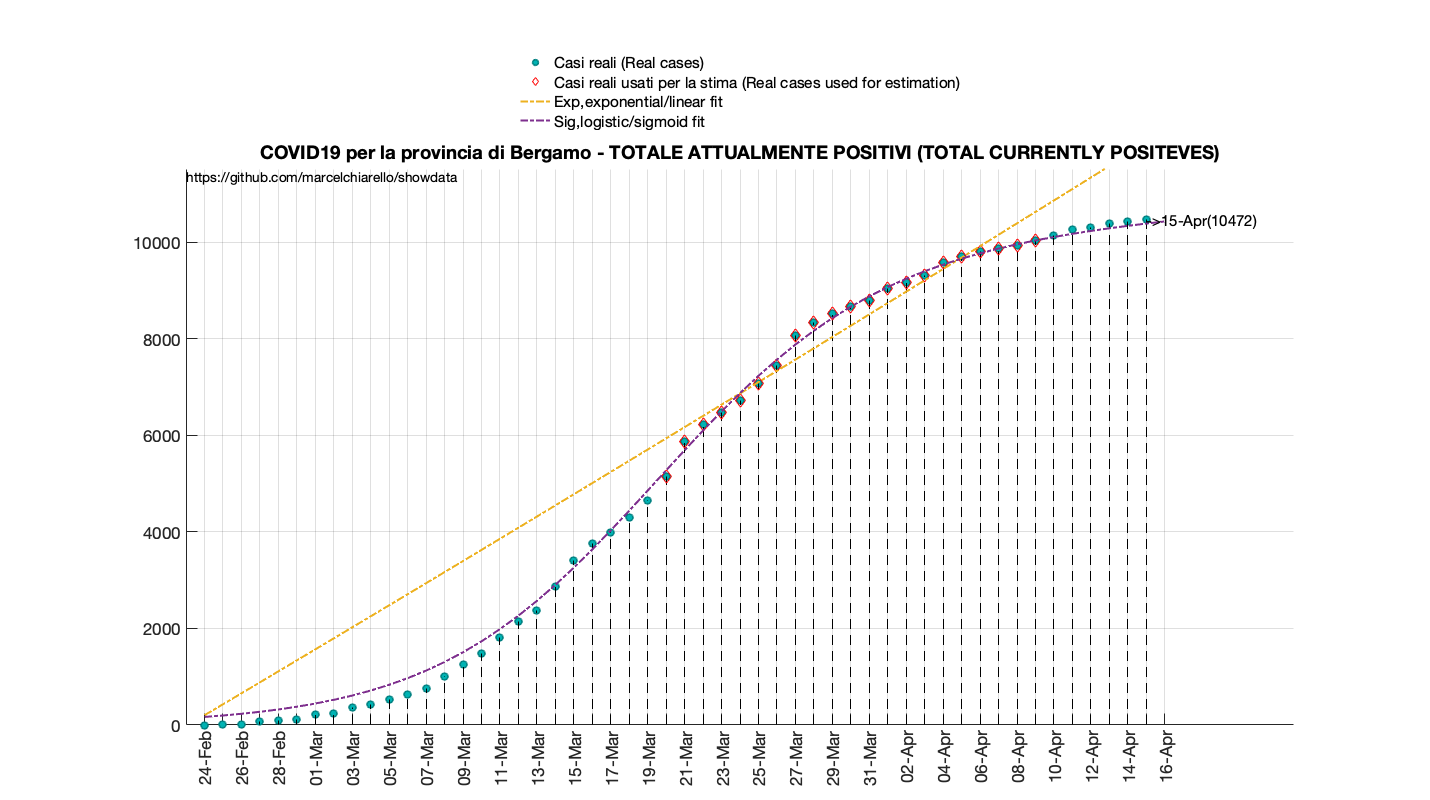 Casi reali (Real cases)
Casi reali usati per la stima (Real cases used for estimation)
Exp,exponential/linear fit
Sig,logistic/sigmoid fit
COVID19 per la provincia di Bergamo - TOTALE ATTUALMENTE POSITIVI (TOTAL CURRENTLY POSITEVES)
https://github.com/marcelchiarello/showdata
15-Apr(10472)
10000
8000
6000
4000
2000
0
24-Feb
26-Feb
28-Feb
01-Mar
03-Mar
05-Mar
07-Mar
09-Mar
11-Mar
13-Mar
15-Mar
17-Mar
19-Mar
21-Mar
23-Mar
25-Mar
27-Mar
29-Mar
31-Mar
02-Apr
04-Apr
06-Apr
08-Apr
10-Apr
12-Apr
14-Apr
16-Apr